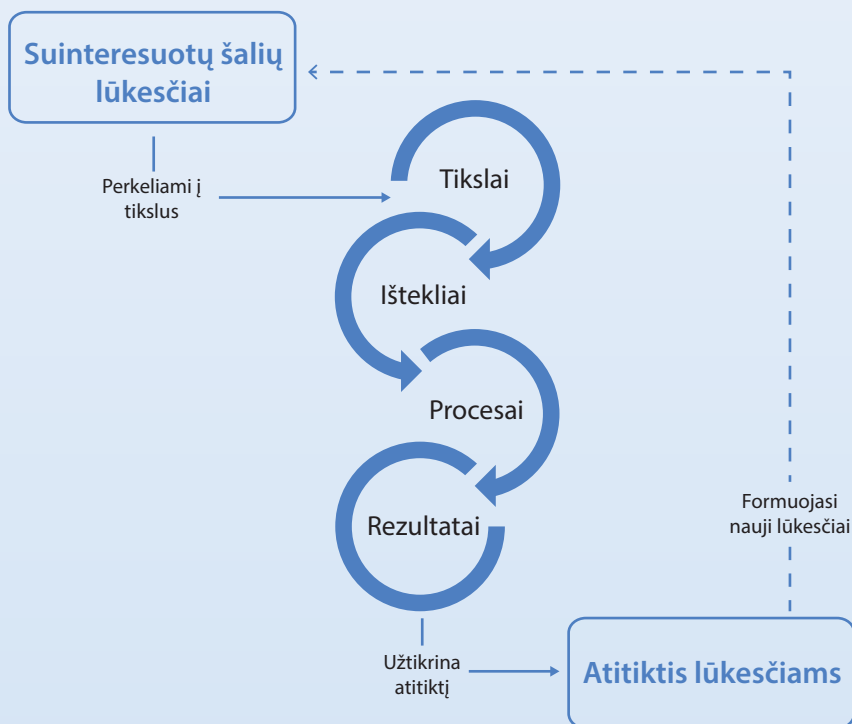 Suinteresuotų šalių
lūkesčiai
Perkeliami į
tikslus
Tikslai
Ištekliai
Procesai
Rezultatai
Formuojasi
nauji lūkesčiai
Užtikrina
atitiktį
Atitiktis lūkesčiams